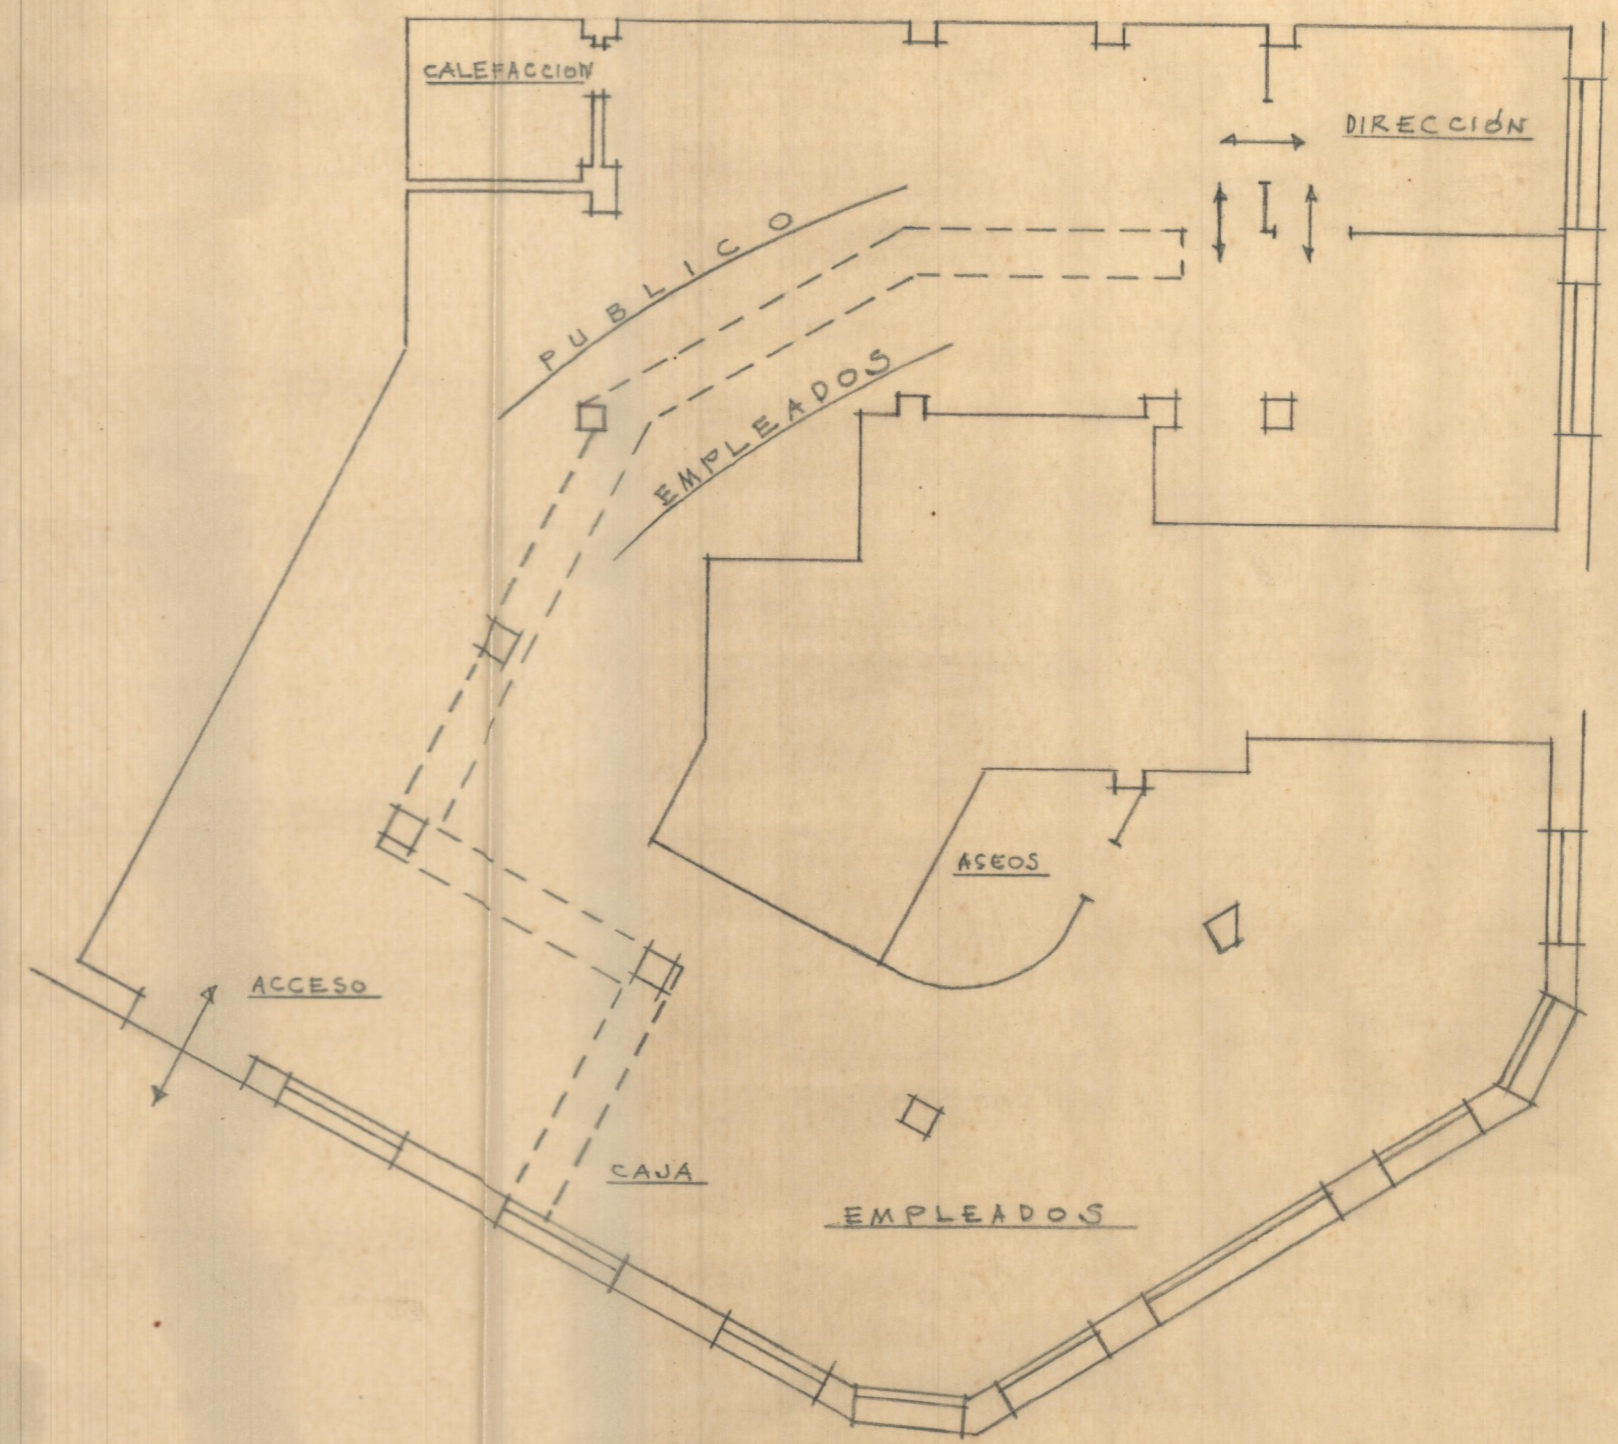 CALEFACCION
DIRECCIÓN
PUBLICO
EMPLEADOS
ASEOS
ACCESO
CAJA
EMPLEADOS